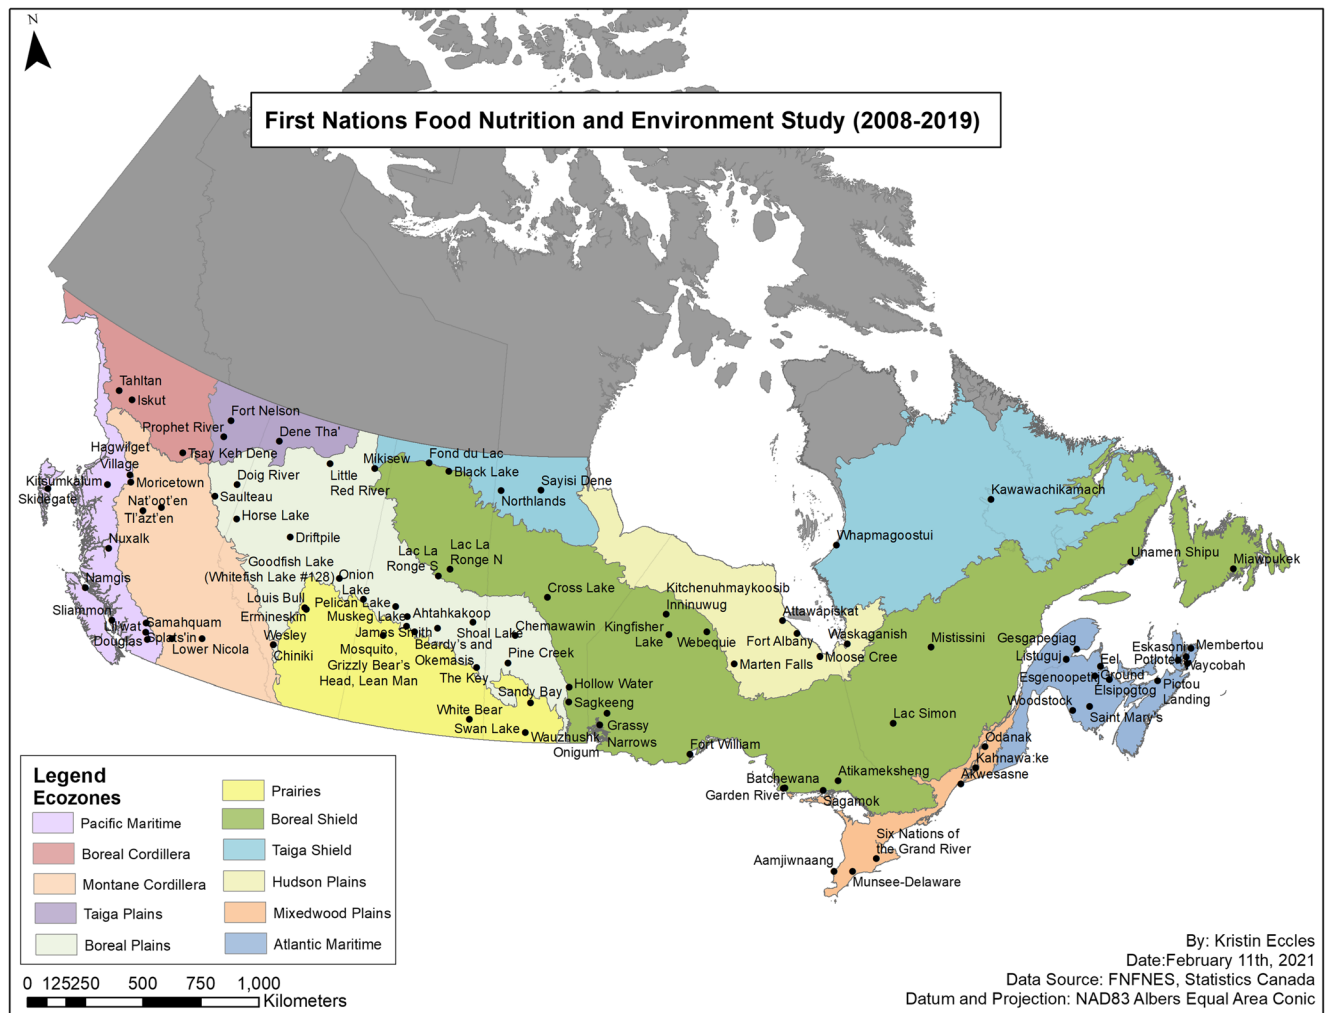 N
First Nations Food Nutrition and Environment Study (2008-2019)
Tahltan
Iskut
Fort Nelson
Prophet River
Dene Tha'
Hagwilget
Village
Tsay Keh Dene
Mikisew
Fond du Lac
Black Lake
Kitsumkalum
Moricetown
Doig River
Little
Red River
Sayisi Dene
Northlands
Skidegate
Nat'oot'en
Saulteau
Kawawachikamach
Tl'azt'en
Horse Lake
Nuxalk
Driftpile
Whapmagoostui
Lac La
Ronge S
Lac La
Ronge N
Unamen Shipu
Miawpukek
Goodfish Lake
(Whitefish Lake #128)
Onion
Lake
Namgis
Cross Lake
Kitchenuhmaykoosib
Inninuwug
Louis Bull
Pelican Lake
Sliammon
Ermineskin
Muskeg Lake
Ahtahkakoop
Attawapiskat
Samahquam
Lil'wat
Kingfisher
Lake
Chemawawin
Shoal Lake
James Smith
Wesley
Webequie
Fort Albany
Waskaganish
Mistissini
Gesgapegiag
Eskasoni
Membertou
Douglas
Splats'in
Lower Nicola
Chiniki
Mosquito,
Grizzly Bear's
Head, Lean Man
Beardy's and
Okemasis
Pine Creek
Marten Falls
Moose Cree
Listuguj
Eel
Ground
Potlotek
Waycobah
The Key
Esgenoopetitj
Elsipogtog
Pictou
Landing
Sandy Bay
Hollow Water
Sagkeeng
Woodstock
Saint Mary's
White Bear
Swan Lake
Grassy
Narrows
Lac Simon
Wauzhushk
Onigum
Fort William
Odanak
Kahnawa:ke
Akwesasne
Batchewana
Garden River
Atikameksheng
Sagamok
Six Nations of
the Grand River
Aamjiwnaang
Munsee-Delaware
Legend
Ecozones
Pacific Maritime
Boreal Cordillera
Montane Cordillera
Taiga Plains
Boreal Plains
Prairies
Boreal Shield
Taiga Shield
Hudson Plains
Mixedwood Plains
Atlantic Maritime
0 125250 500 750 1,000
Kilometers
By: Kristin Eccles
Date:February 11th, 2021
Data Source: FNFNES, Statistics Canada
Datum and Projection: NAD83 Albers Equal Area Conic